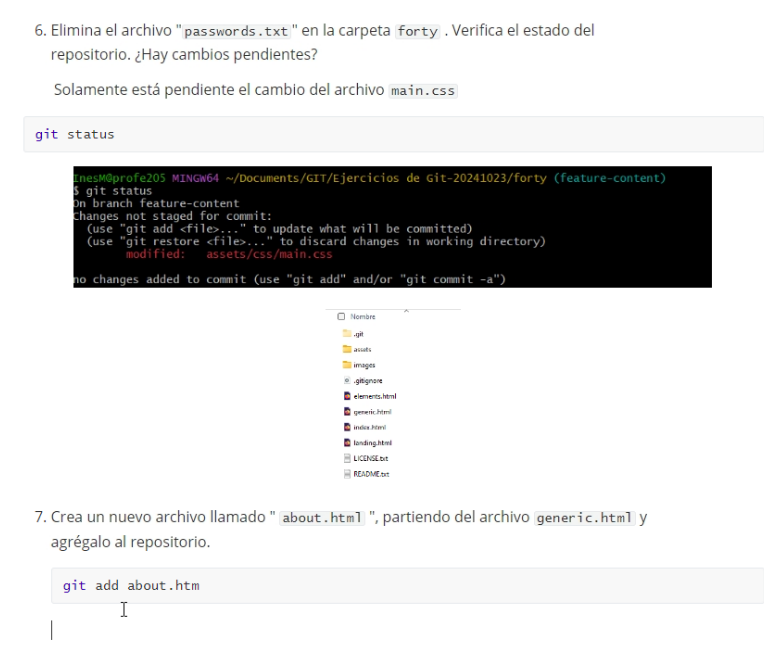 6. Elimina el archivo "passwords.txt" en la carpeta forty . Verifica el estado del
repositorio. ¿Hay cambios pendientes?
Solamente está pendiente el cambio del archivo main.css
git status
InesM@profe205 MINGW64 ~/Documents/GIT/Ejercicios de Git-20241023/forty (feature-content)
$ git status
On branch feature-content
Changes not staged for commit:
(use "git add <file>..." to update what will be committed)
(use "git restore <file>..." to discard changes in working directory)
modified: assets/css/main.css
no changes added to commit (use "git add" and/or "git commit -a")
Nombre
.git
assets
images
.gitignore
elements.html
generic.html
index.html
landing.html
LICENSE.txt
README.txt
7. Crea un nuevo archivo llamado " about.html ", partiendo del archivo generic.html y
agrégalo al repositorio.
git add about.htm